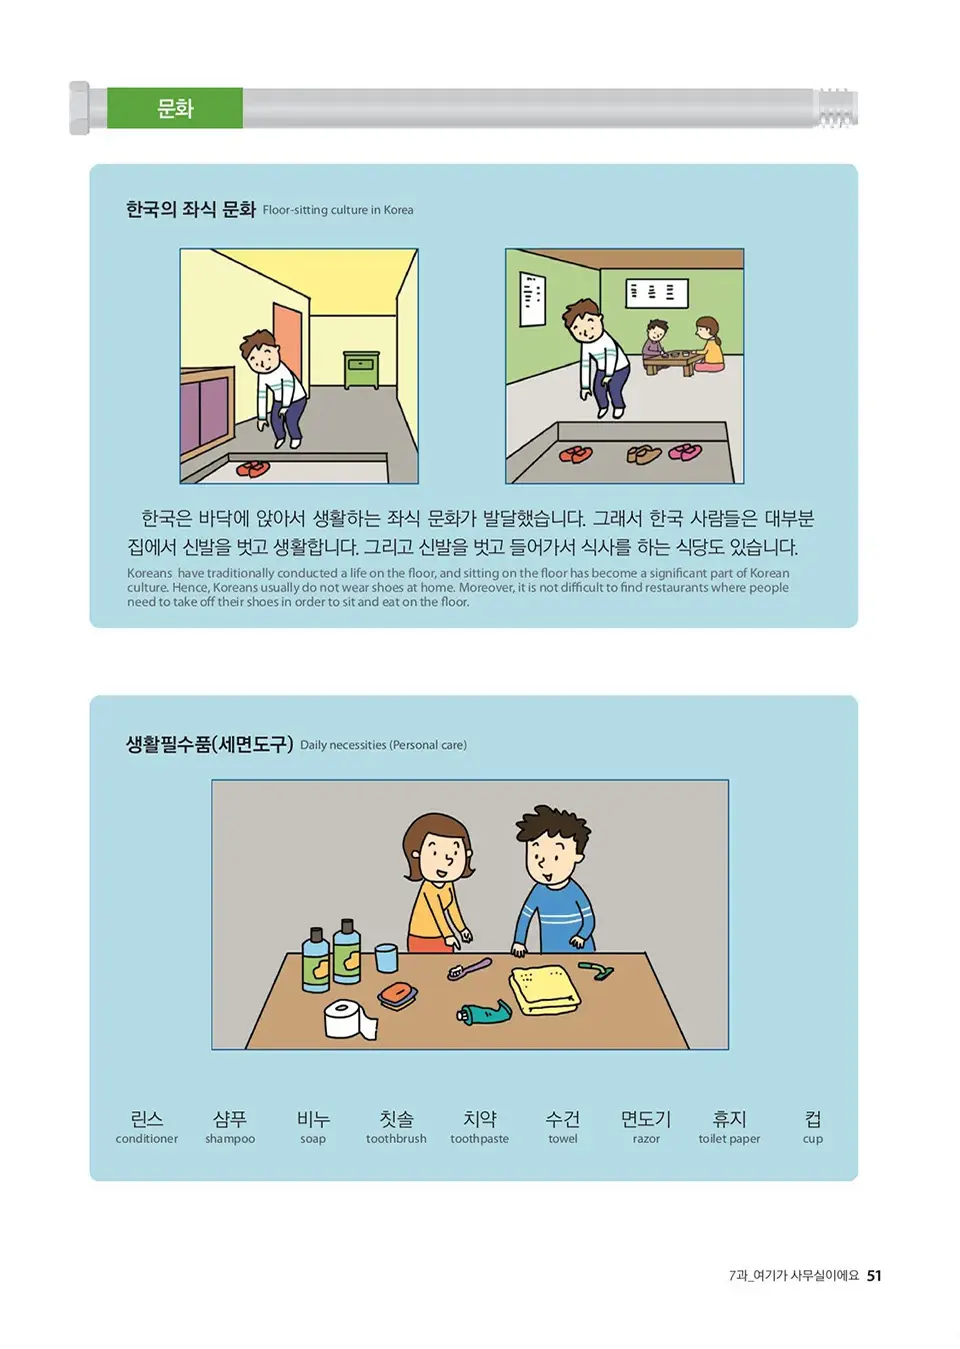 문화
한국의 좌식 문화 Floor-sitting culture in Korea
한국은 바닥에 앉아서 생활하는 좌식 문화가 발달했습니다. 그래서 한국 사람들은 대부분
집에서 신발을 벗고 생활합니다. 그리고 신발을 벗고 들어가서 식사를 하는 식당도 있습니다.
Koreans have traditionally conducted a life on the floor, and sitting on the floor has become a significant part of Korean
culture. Hence, Koreans usually do not wear shoes at home. Moreover, it is not difficult to find restaurants where people
need to take off their shoes in order to sit and eat on the floor.
생활필수품(세면도구) Daily necessities (Personal care)
린스 샴푸 비누 칫솔 치약 수건 면도기 휴지 컵
conditioner shampoo soap toothbrush toothpaste towel razor toilet paper cup
7과_여기가 사무실이에요 51